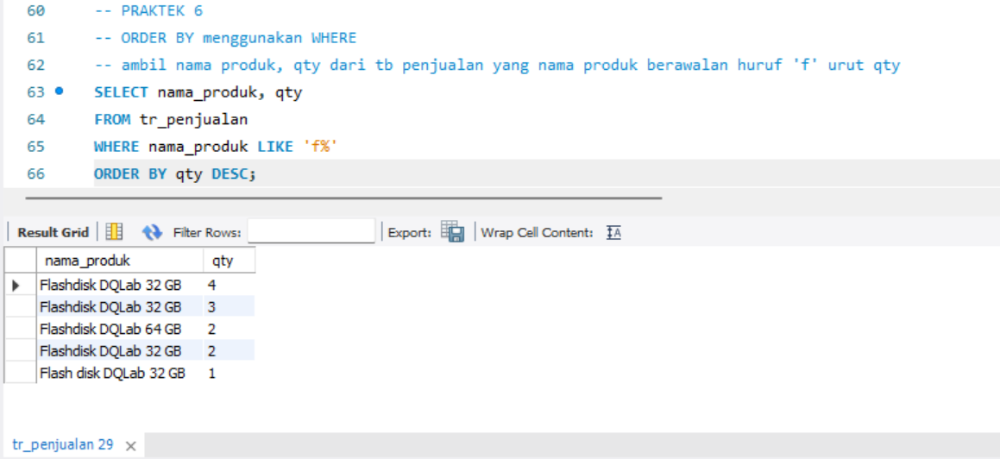 60 -- PRAKTEK 6
61 -- ORDER BY menggunakan WHERE
62 -- ambil nama produk, qty dari tb penjualan yang nama produk berawalan huruf 'f' urut qty
63 SELECT nama_produk, qty
64 FROM tr_penjualan
65 WHERE nama_produk LIKE 'f%'
66 ORDER BY qty DESC;
Result Grid Filter Rows: Export: Wrap Cell Content: IA
nama_produk qty
Flashdisk DQLab 32 GB 4
Flashdisk DQLab 32 GB 3
Flashdisk DQLab 64 GB 2
Flashdisk DQLab 32 GB 2
Flash disk DQLab 32 GB 1
tr_penjualan 29